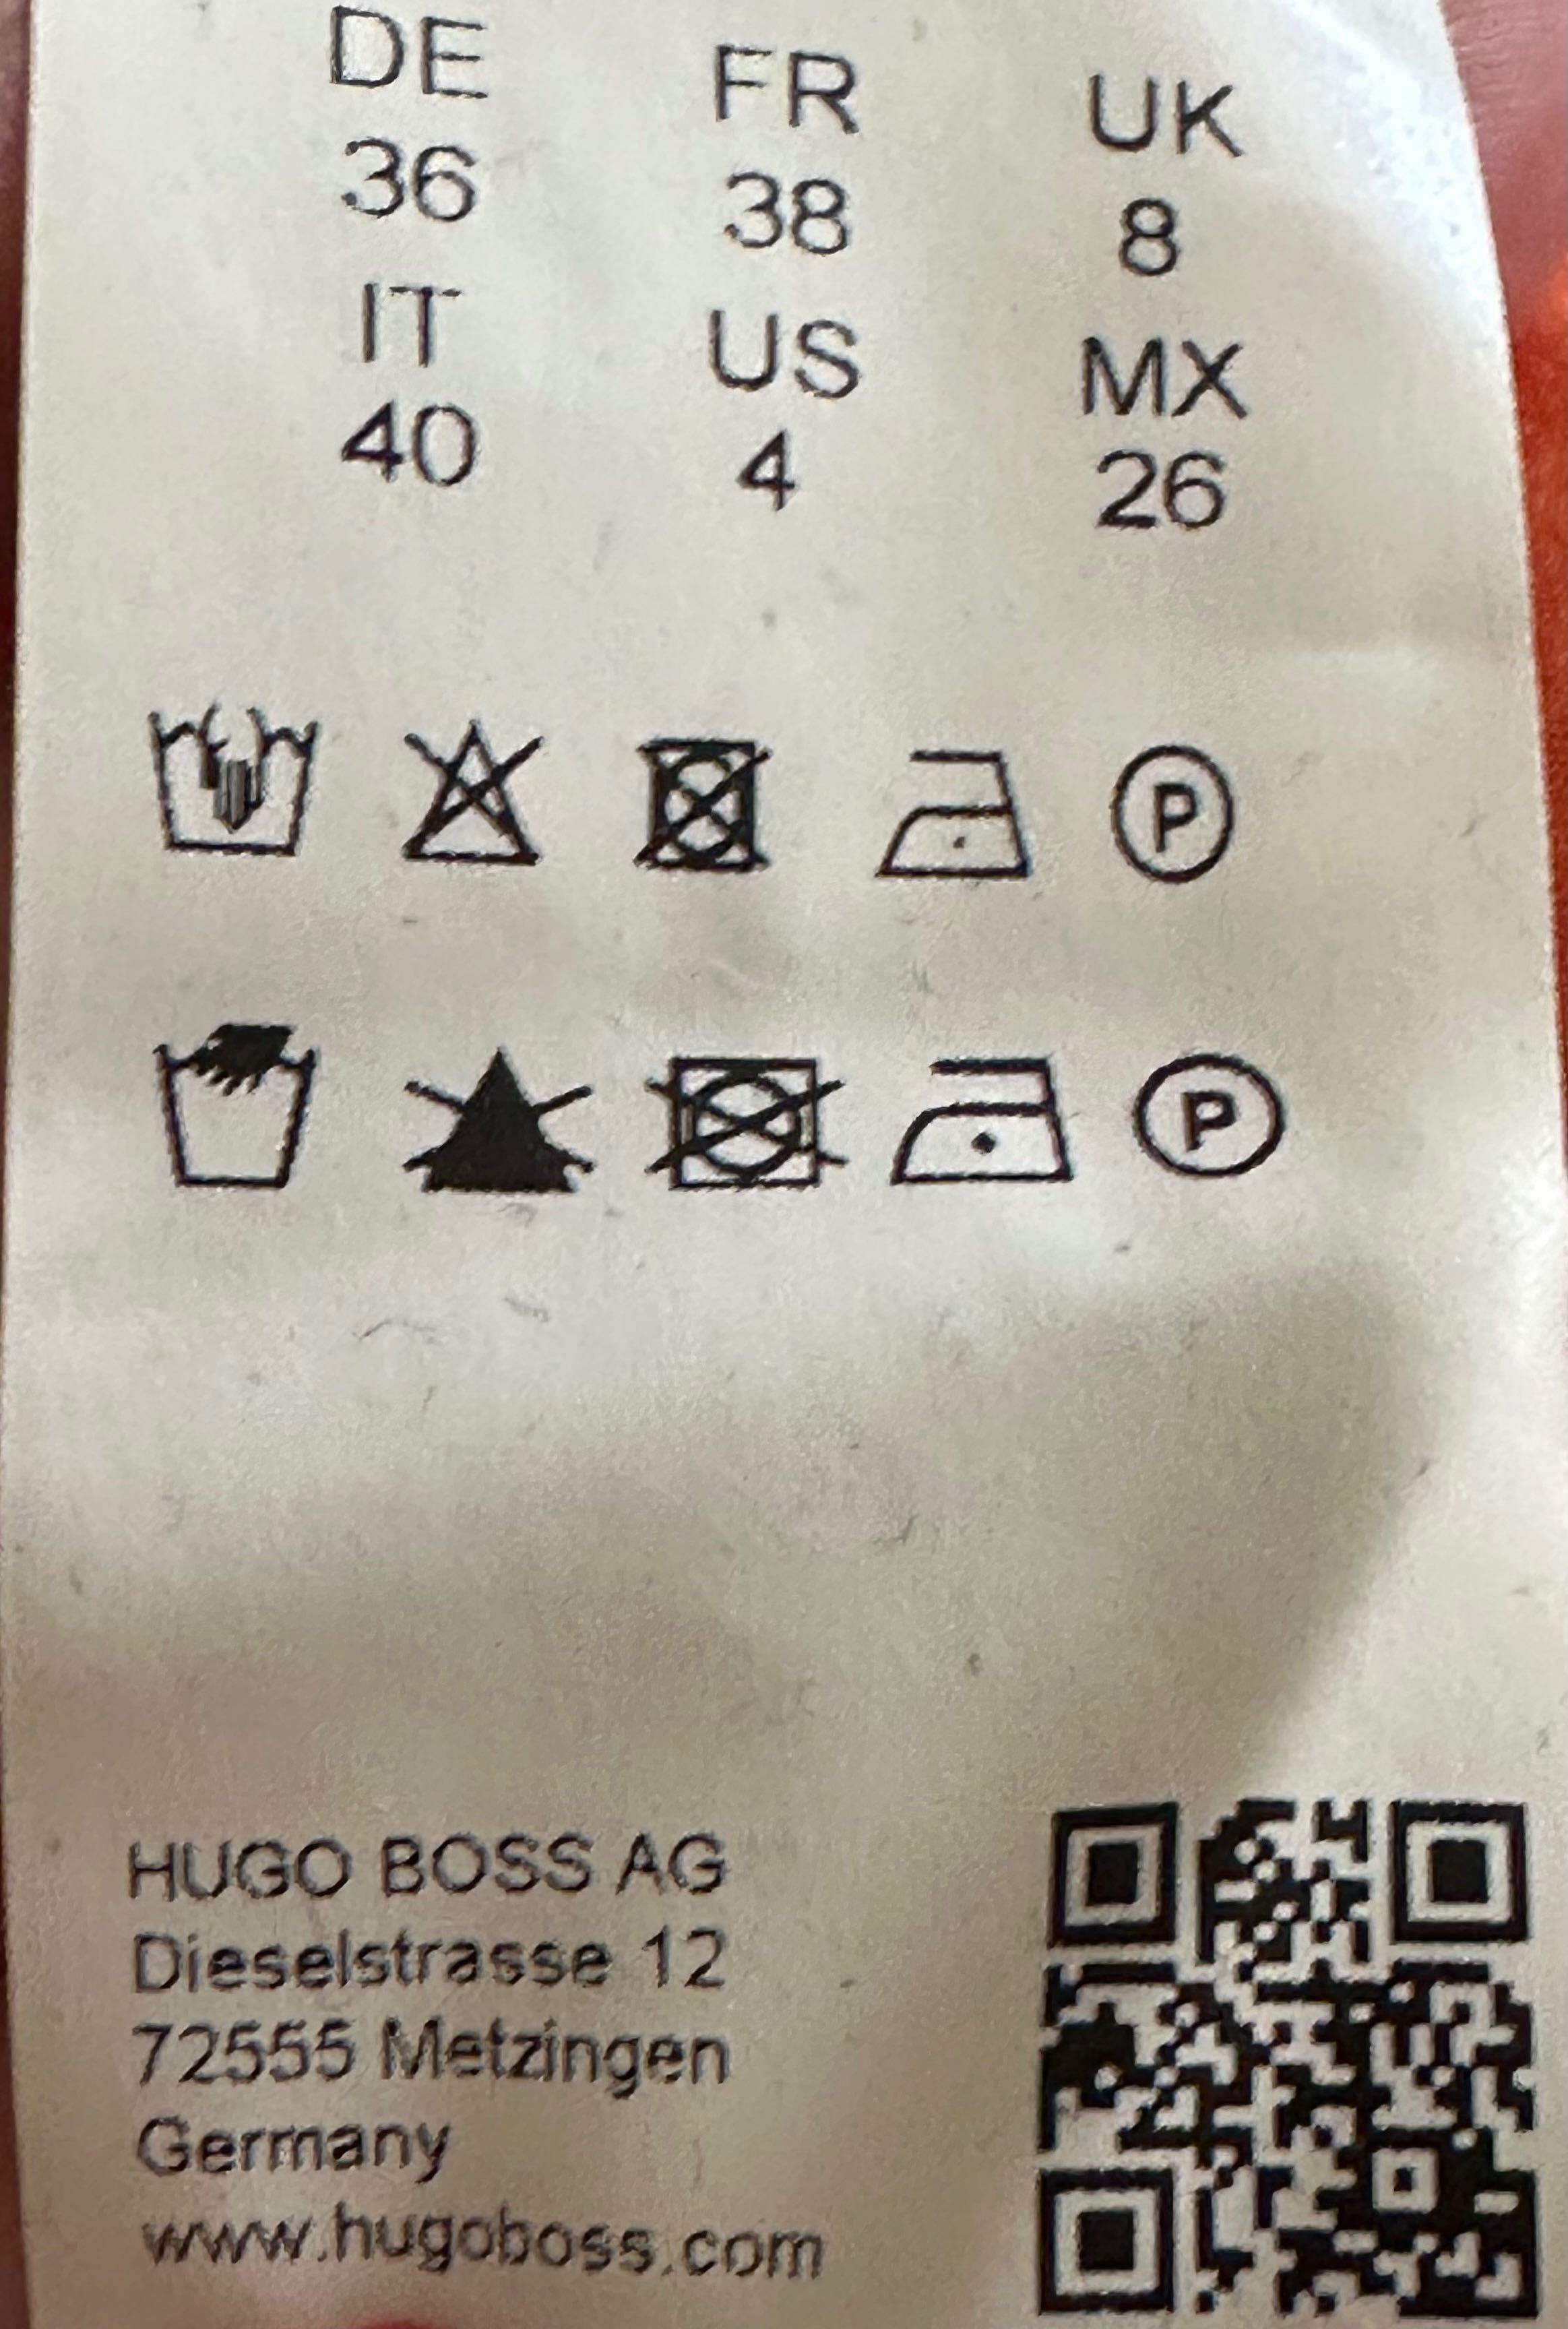 DE FR UK
36 38 8
IT US MX
40 4 26
P
P
HUGO BOSS AG
Dieselstrasse 12
72555 Metzingen
Germany
www.hugoboss.com